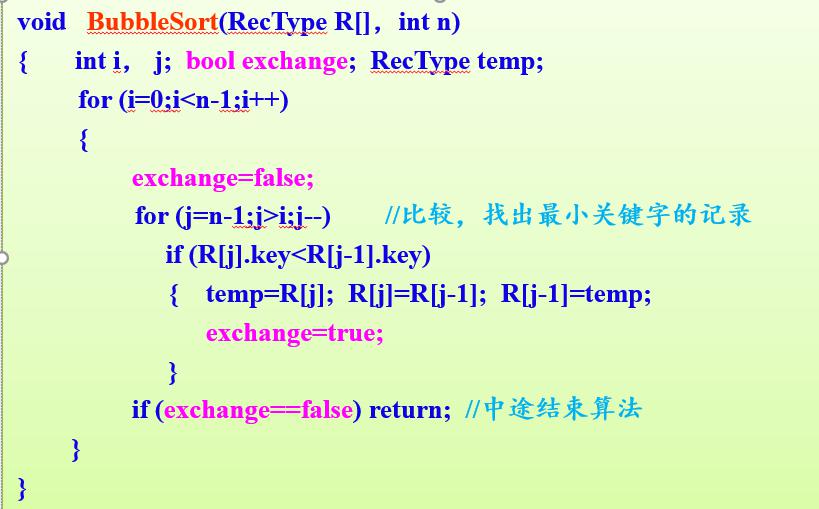 void BubbleSort(RecType R[]，int n)
{ int i， j; bool exchange; RecType temp;
for (i=0;i<n-1;i++)
{
exchange=false;
for (j=n-1;j>i;j--) //比较，找出最小关键字的记录
if (R[j].key<R[j-1].key)
{ temp=R[j]; R[j]=R[j-1]; R[j-1]=temp;
exchange=true;
}
if (exchange==false) return; //中途结束算法
}
}